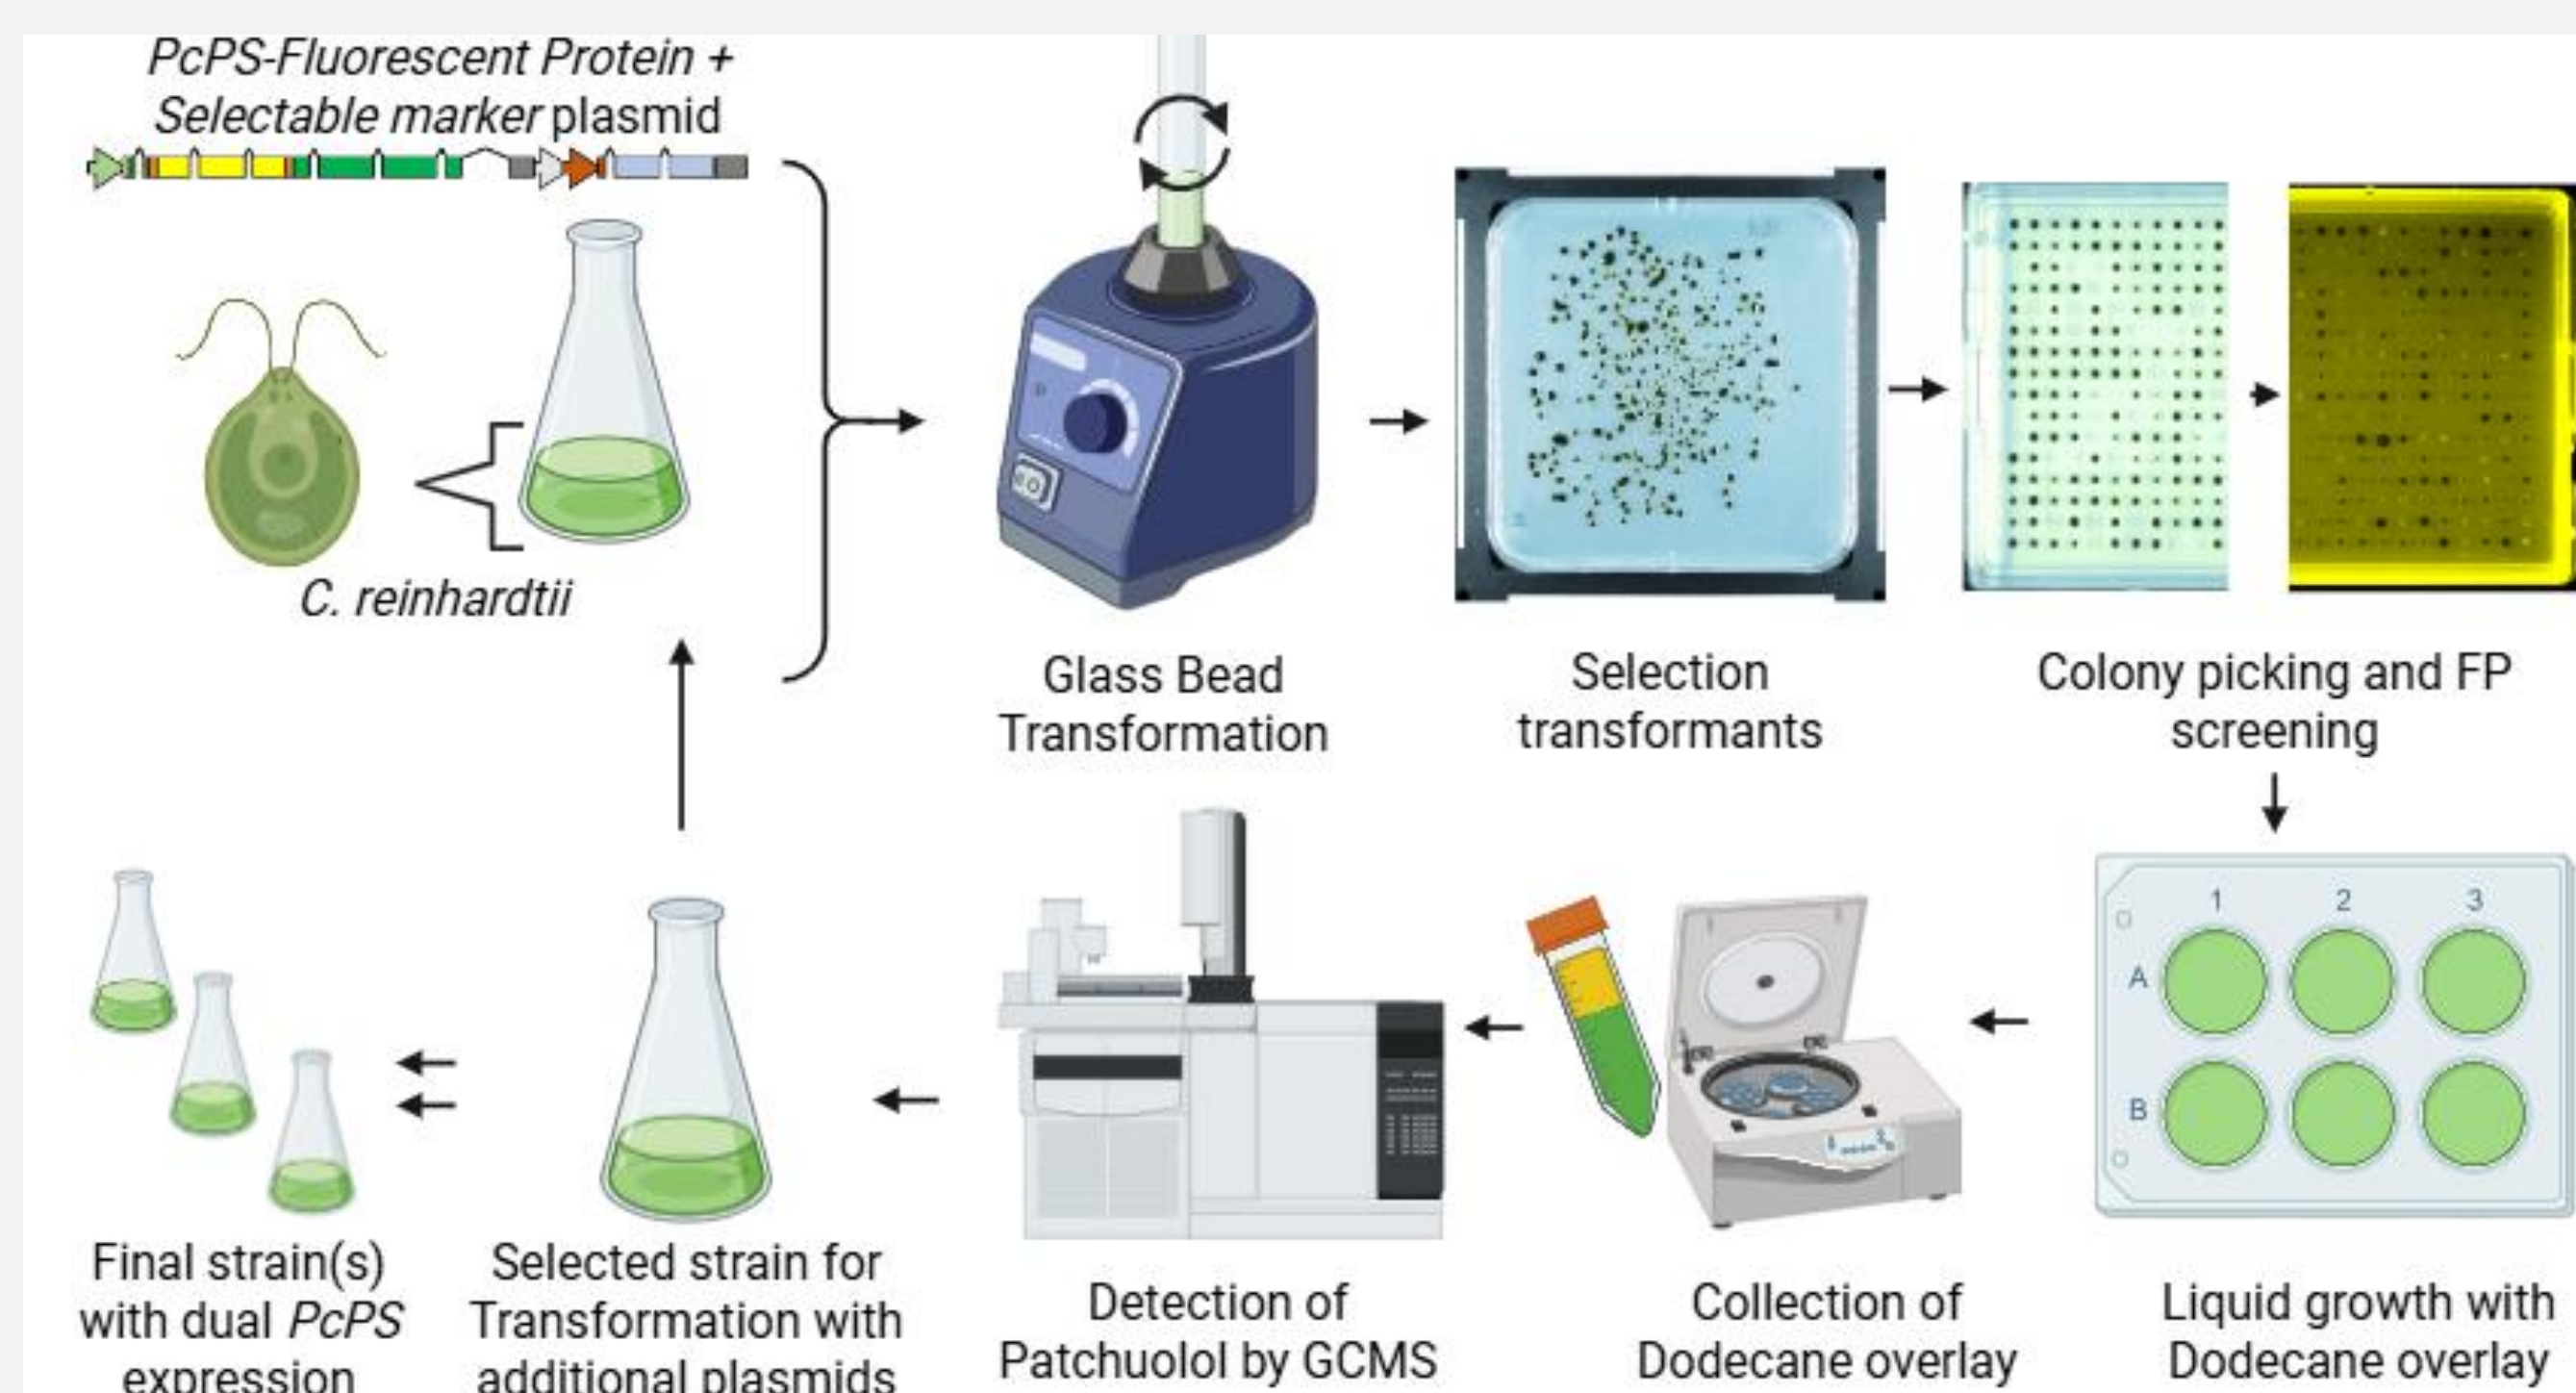 PcPS-Fluorescent Protein +
Selectable marker plasmid
C. reinhardtii
Glass Bead
Transformation
Selection
transformants
Colony picking and FP
screening
1 2 3
A
B
Final strain(s)
with dual PcPS
expression
Selected strain for
Transformation with
additional plasmids
Detection of
Patchuolol by GCMS
Collection of
Dodecane overlay
Liquid growth with
Dodecane overlay